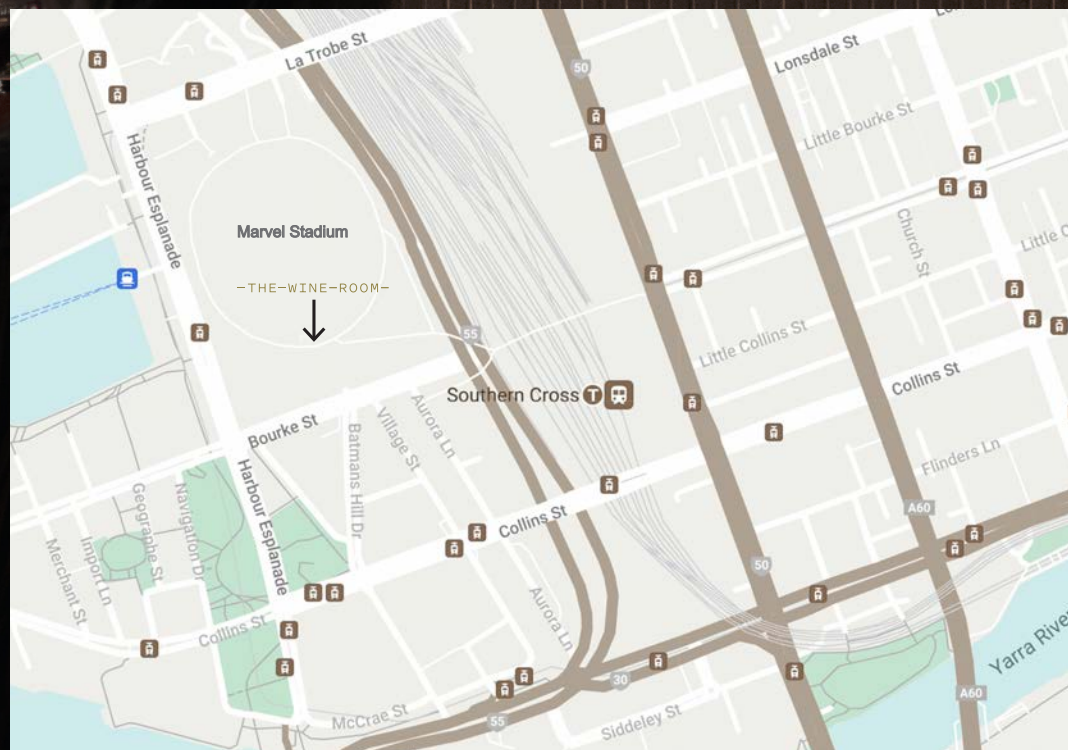 La Trobe St
50
Lonsdale St
Little Bourke St
Harbour Esplanade
Marvel Stadium
Church St
-THE-WINE-ROOM-
55
Little Collins St
Southern Cross T
Collins St
Aurora Ln
Village St
Bourke St
Batmans Hill Dr
Flinders Ln
Harbour Esplanade
A60
Geographe St
Navigation Dr
Collins St
Import Ln
Merchant St
50
Aurora Ln
Collins St
Yarra River
30
A60
McCrae St
55
Siddeley St